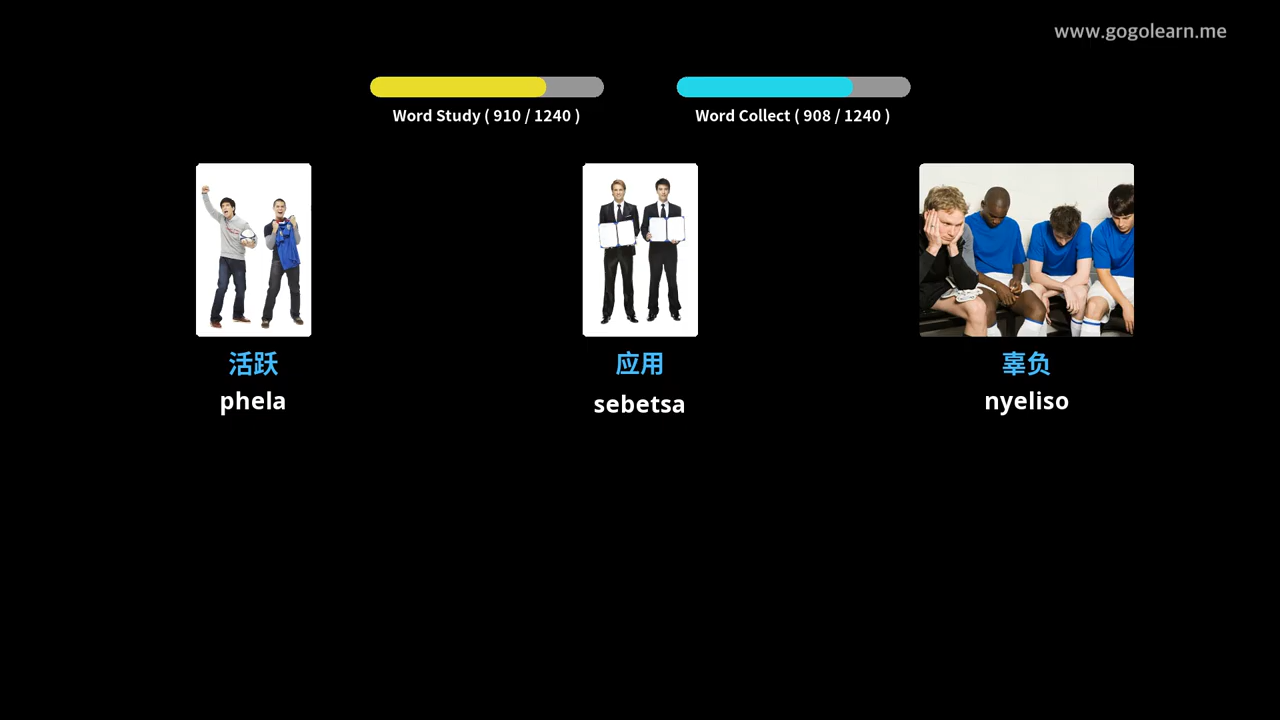 www.gogolearn.me
Word Study ( 910 / 1240 )
Word Collect ( 908 / 1240 )
活跃
phela
应用
sebetsa
辜负
nyeliso